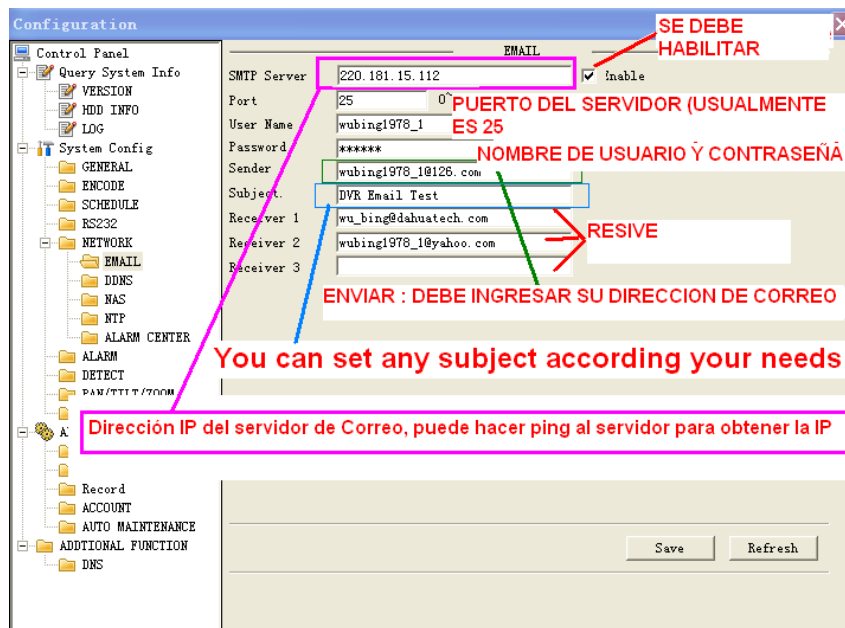 Configuration
SE DEBE
HABILITAR
Control Panel
Query System Info
VERSION
HDD INFO
LOG
System Config
GENERAL
ENCODE
SCHEDULE
RS232
NETWORK
EMAIL
DDNS
NAS
NTP
ALARM CENTER
ALARM
DETECT
PAN/TILT/ZOOM
A
Record
ACCOUNT
AUTO MAINTENANCE
ADDTIONAL FUNCTION
DNS
EMAIL
SMTP Server 220.181.15.112 Enable
Port 25 0~
PUERTO DEL SERVIDOR (USUALMENTE
ES 25
User Name wubing1978_1
Password ******
NOMBRE DE USUARIO Y CONTRASEÑA
Sender wubing1978_1@126.com
Subject. DVR Email Test
Receiver 1 wu_bing@dahuatech.com
RESIVE
Receiver 2 wubing1978_1@yahoo.com
Receiver 3
ENVIAR : DEBE INGRESAR SU DIRECCION DE CORREO
You can set any subject according your needs
Dirección IP del servidor de Correo, puede hacer ping al servidor para obtener la IP
Save Refresh